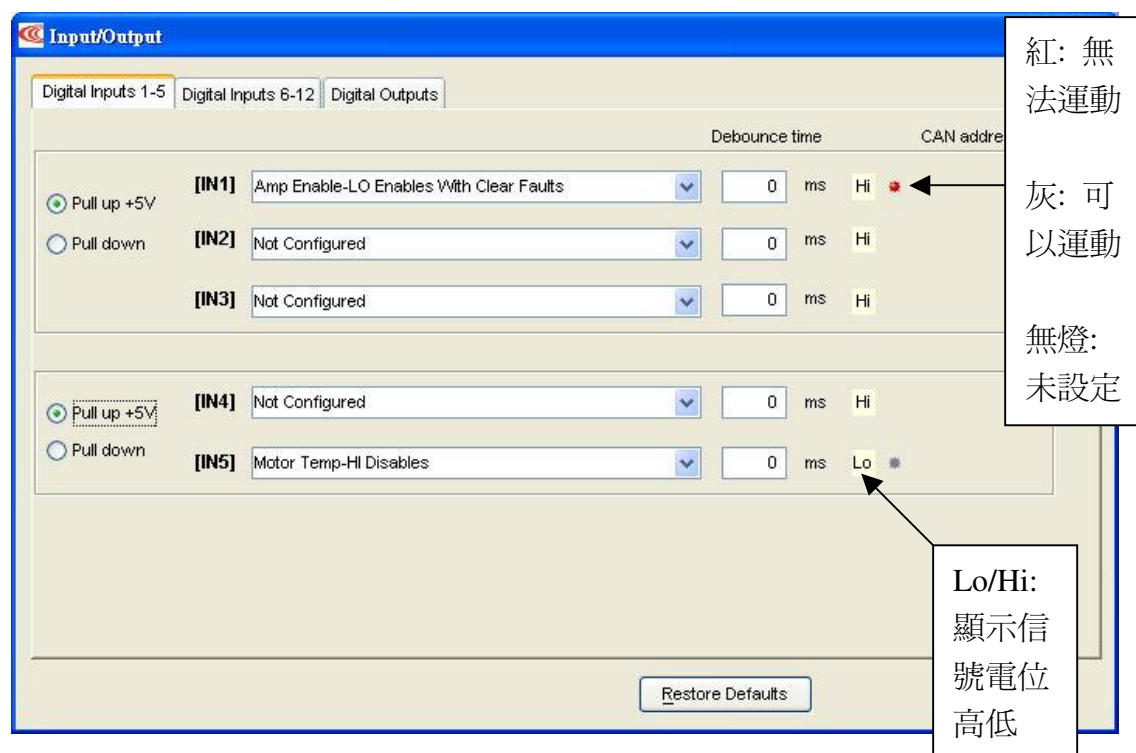 Input/Output
Digital Inputs 1-5 Digital Inputs 6-12 Digital Outputs
Debounce time CAN addre
Pull up +5V
Pull down
[IN1] Amp Enable-LO Enables With Clear Faults 0 ms Hi
[IN2] Not Configured 0 ms Hi
[IN3] Not Configured 0 ms Hi
Pull up +5V
Pull down
[IN4] Not Configured 0 ms Hi
[IN5] Motor Temp-HI Disables 0 ms Lo
Restore Defaults
紅: 無
法運動
灰: 可
以運動
無燈:
未設定
Lo/Hi:
顯示信
號電位
高低